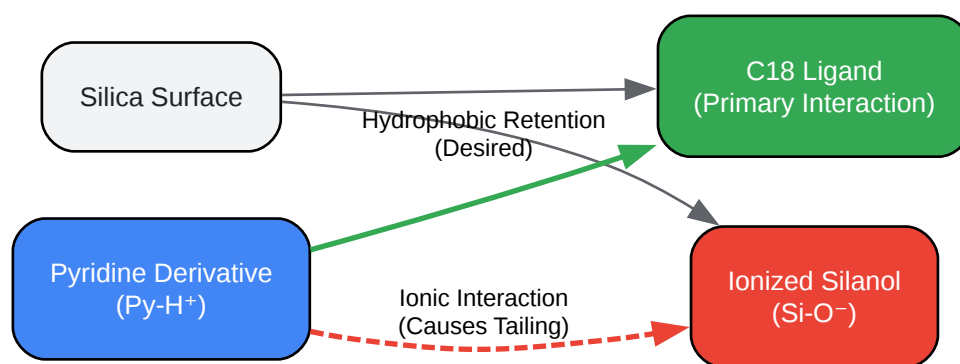 Silica Surface
C18 Ligand
(Primary Interaction)
Hydrophobic Retention
(Desired)
Pyridine Derivative
(Py-H⁺)
Ionic Interaction
(Causes Tailing)
Ionized Silanol
(Si-O⁻)